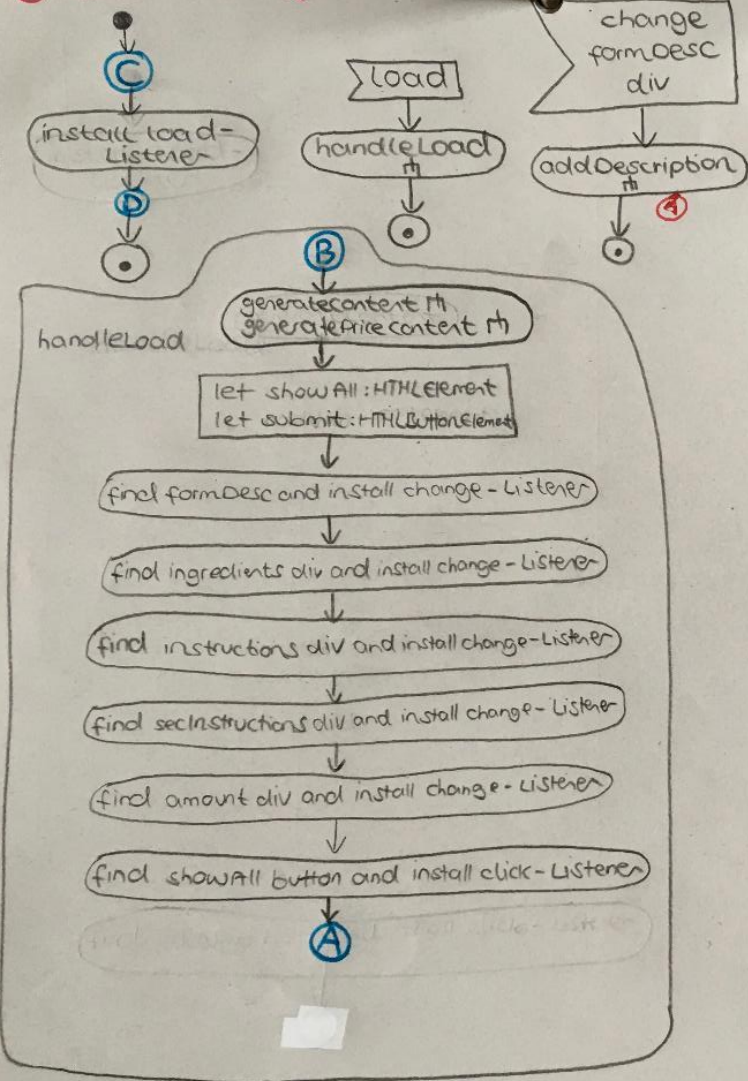 C
install load-
Listener
D
load
handleLoad
change
formDesc
div
addDescription
B
handleLoad
generatecontent
generatePricecontent
let showAll: HTMLElement
let submit: HTMLButtonElement
find formDesc and install change-Listener
find ingredients div and install change-Listener
find instructions div and install change-Listener
find secInstructions div and install change-Listener
find amount div and install change-Listener
find showAll button and install click-Listener
A